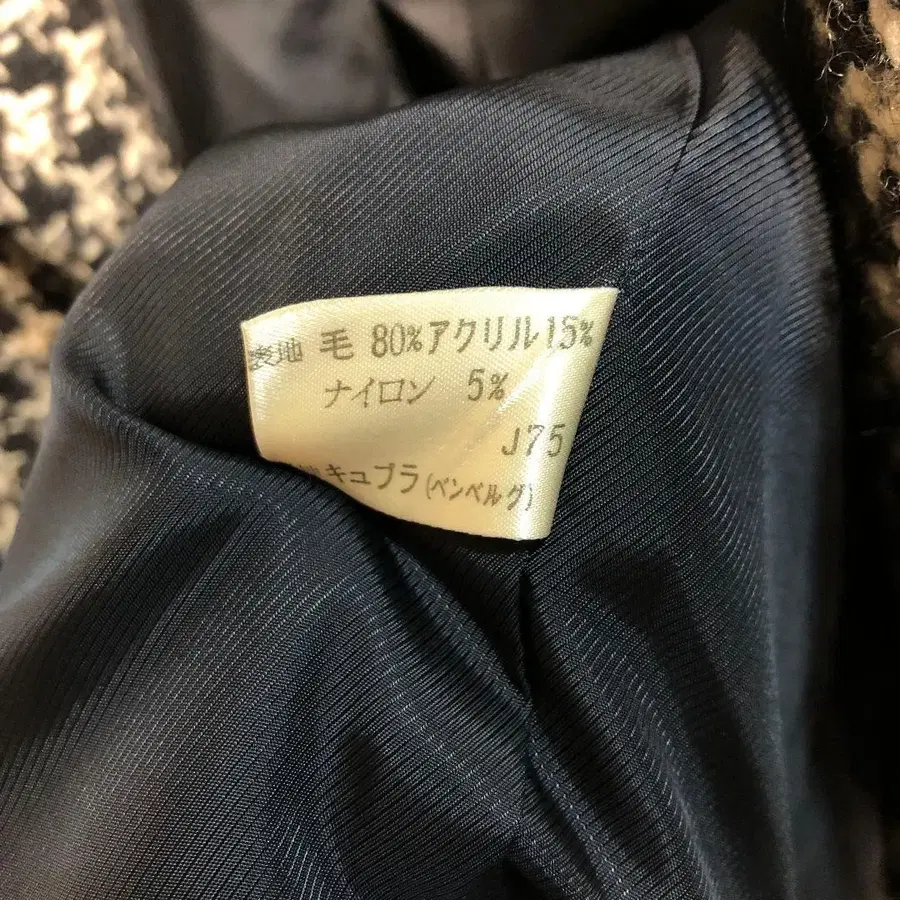 表地 毛 80%アクリル15%
ナイロン 5%
J75
地 キュプラ(ベンベルグ)